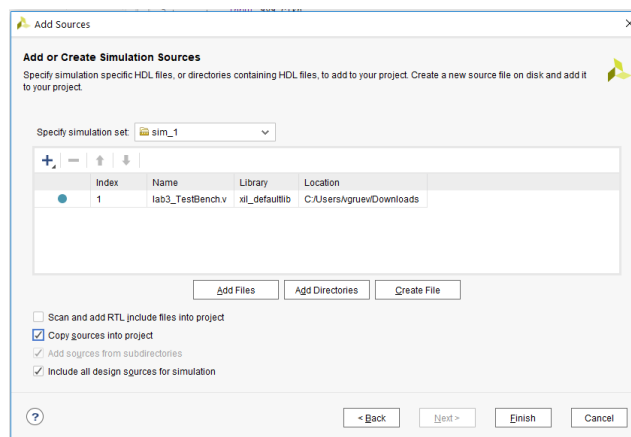 Add Sources
Add or Create Simulation Sources
Specify simulation specific HDL files, or directories containing HDL files, to add to your project. Create a new source file on disk and add it
to your project.
Specify simulation set: sim_1
Index Name Library Location
1 lab3_TestBench.v xil_defaultlib C:/Users/vgruev/Downloads
Add Files Add Directories Create File
Scan and add RTL include files into project
Copy sources into project
Add sources from subdirectories
Include all design sources for simulation
? < Back Next > Finish Cancel